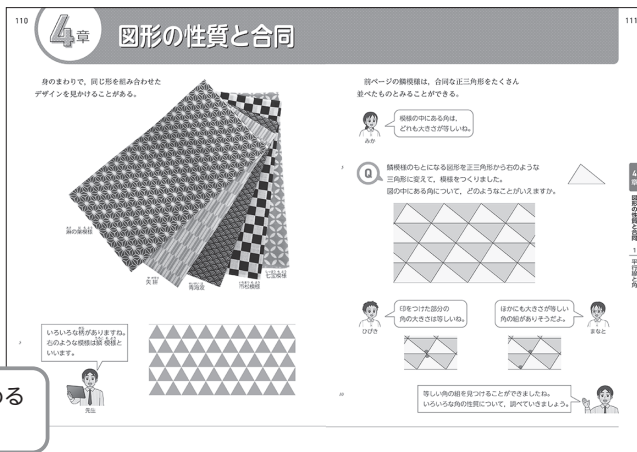 110
4章
図形の性質と合同
身のまわりで，同じ形を組み合わせた
デザインを見かけることがある。
麻の葉模様
矢絣
青海波
市松模様
七宝模様
いろいろな柄がありますね。
右のような模様は鱗模様と
いいます。
先生
111
前ページの鱗模様は，合同な正三角形をたくさん
並べたものとみることができる。
模様の中にある角は，
どれも大きさが等しいね。
みか
5
Q
鱗模様のもとになる図形を正三角形から右のような
三角形に変えて，模様をつくりました。
図の中にある角について，どのようなことがいえますか。
印をつけた部分の
角の大きさは等しいね。
ひびき
ほかにも大きさが等しい
角の組がありそうだよ。
まなと
10
等しい角の組を見つけることができましたね。
いろいろな角の性質について，調べていきましょう。
4章
図形の性質と合同
1
平行線と角